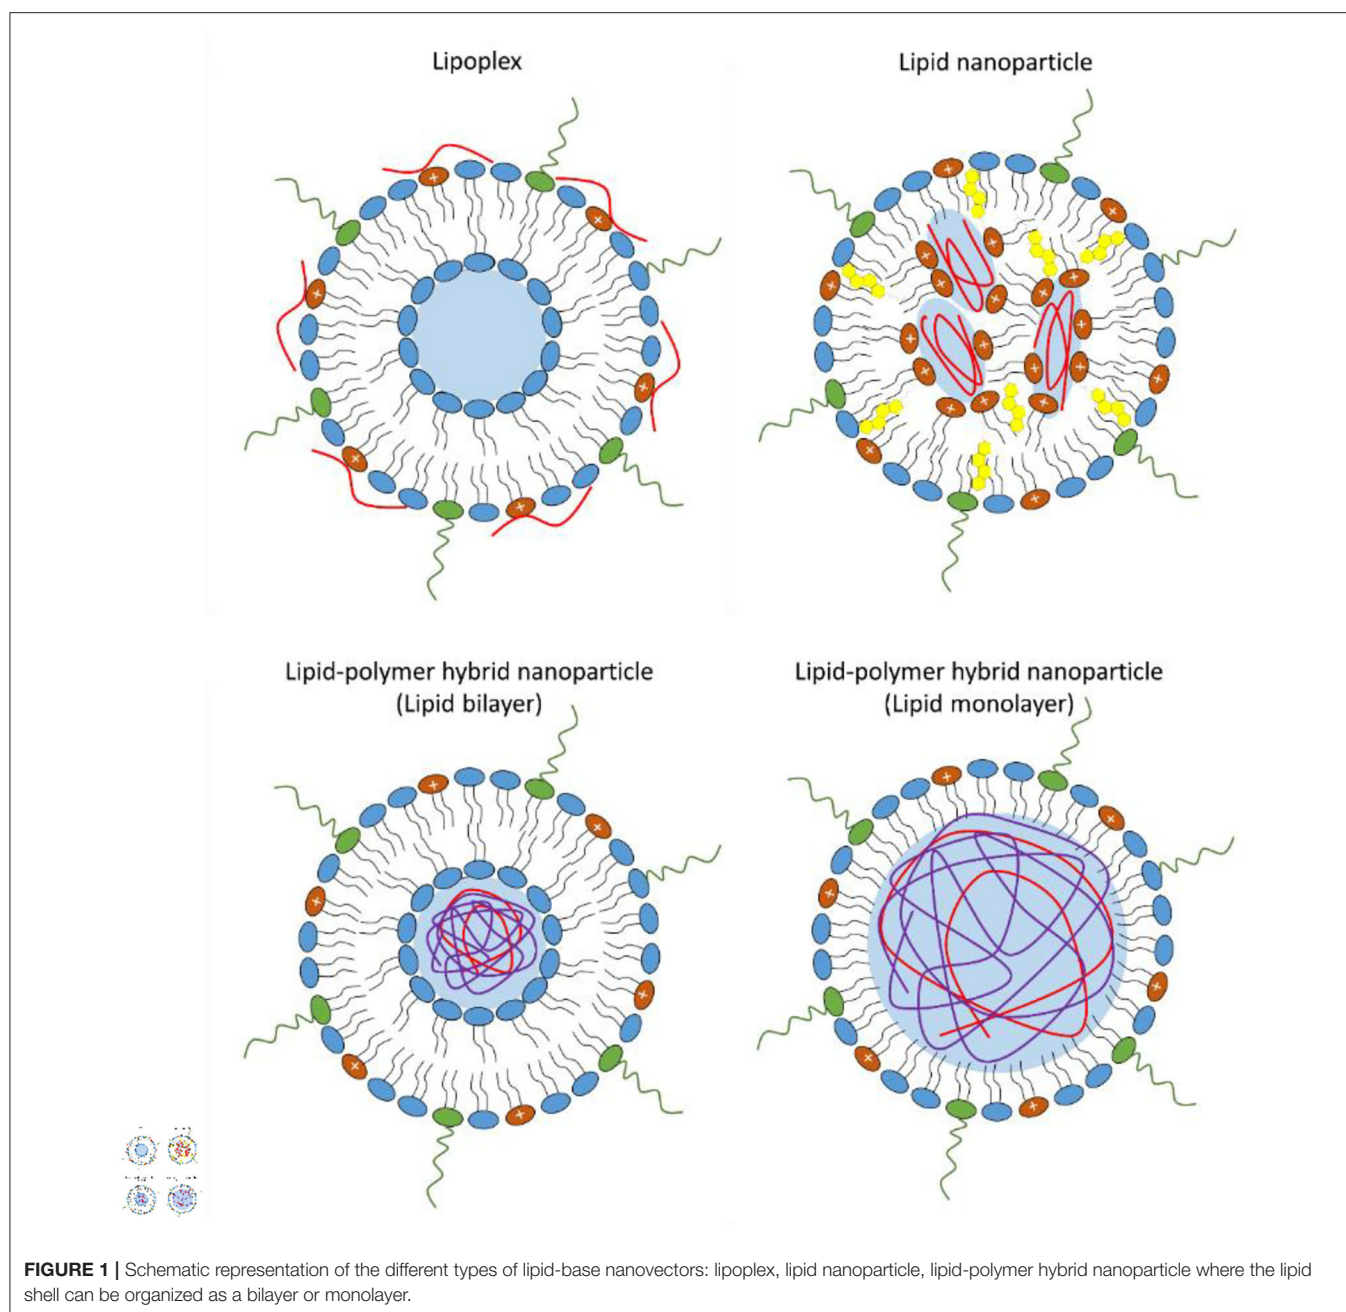 Lipoplex
Lipid nanoparticle
Lipid-polymer hybrid nanoparticle
(Lipid bilayer)
Lipid-polymer hybrid nanoparticle
(Lipid monolayer)
FIGURE 1 | Schematic representation of the different types of lipid-base nanovectors: lipoplex, lipid nanoparticle, lipid-polymer hybrid nanoparticle where the lipid
shell can be organized as a bilayer or monolayer.